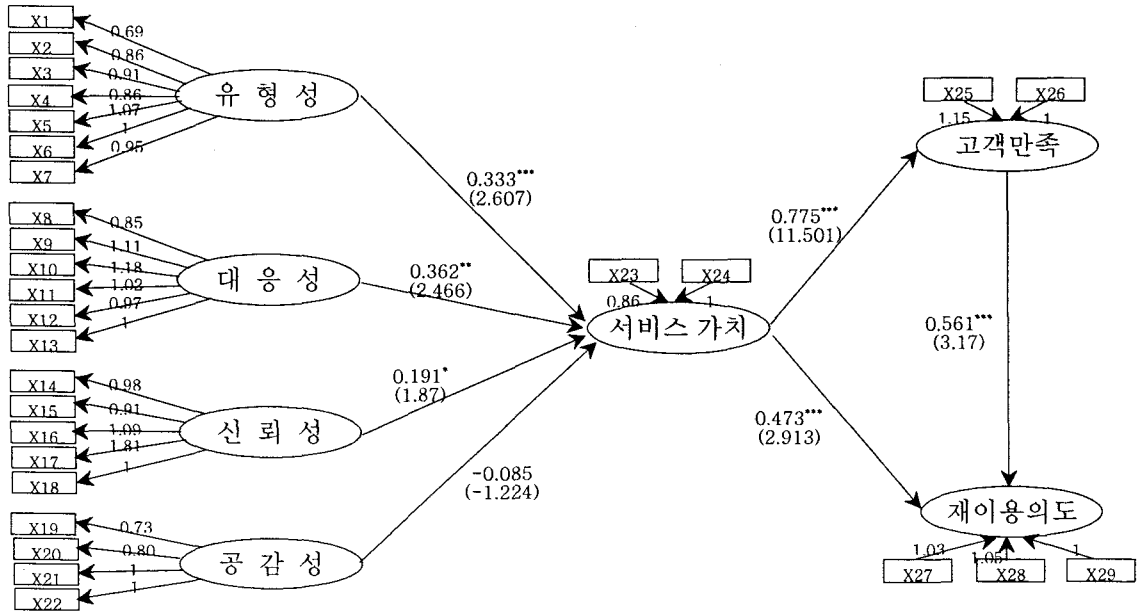 X1
X2
X3
X4
X5
X6
X7
0.69
0.86
0.91
0.86
1.07
1
0.95
유 형 성
X8
X9
X10
X11
X12
X13
0.85
1.11
1.18
1.02
0.97
1
대 응 성
X14
X15
X16
X17
X18
0.98
0.91
1.09
1.81
1
신 뢰 성
X19
X20
X21
X22
0.73
0.80
1
1
공 감 성
0.333***
(2.607)
0.362**
(2.466)
0.191*
(1.87)
-0.085
(-1.224)
X23 X24
0.86 1
서비스 가치
0.775***
(11.501)
0.473***
(2.913)
X25 X26
1.15 1
고객만족
0.561***
(3.17)
재이용의도
1.03 1.05 1
X27 X28 X29